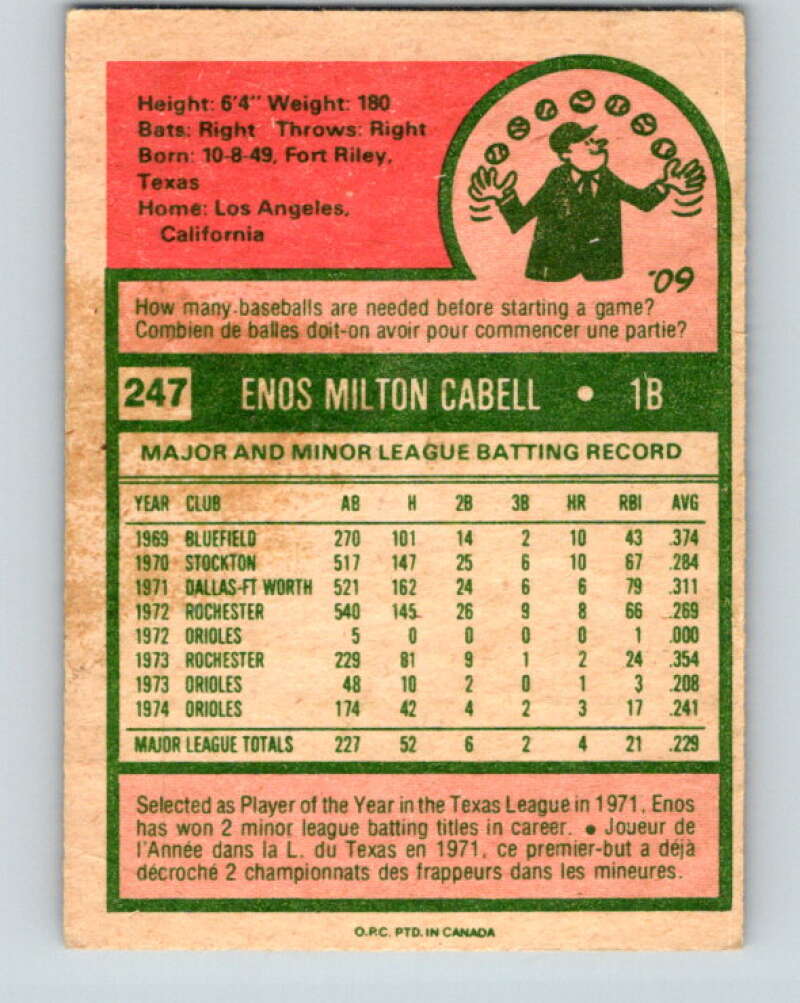 Height: 6'4" Weight: 180
Bats: Right Throws: Right
Born: 10-8-49, Fort Riley,
Texas
Home: Los Angeles,
California
60.
How many baseballs are needed before starting a game?
Combien de balles doit-on avoir pour commencer une partie?
247 ENOS MILTON CABELL • 1B
MAJOR AND MINOR LEAGUE BATTING RECORD
YEAR CLUB AB H 2B 3B HR RBI AVG
1969 BLUEFIELD 270 101 14 2 10 43 .374
1970 STOCKTON 517 147 25 6 10 67 .284
1971 DALLAS-FT WORTH 521 162 24 6 6 79 .311
1972 ROCHESTER 540 145 26 9 8 66 .269
1972 ORIOLES 5 0 0 0 0 1 .000
1973 ROCHESTER 229 81 9 1 2 24 .354
1973 ORIOLES 48 10 2 0 1 3 .208
1974 ORIOLES 174 42 4 2 3 17 .241
MAJOR LEAGUE TOTALS 227 52 6 2 4 21 .229
Selected as Player of the Year in the Texas League in 1971, Enos
has won 2 minor league batting titles in career. • Joueur de
l'Année dans la L. du Texas en 1971, ce premier-but a déjà
décroché 2 championnats des frappeurs dans les mineures.
O.P.C. PTD. IN CANADA